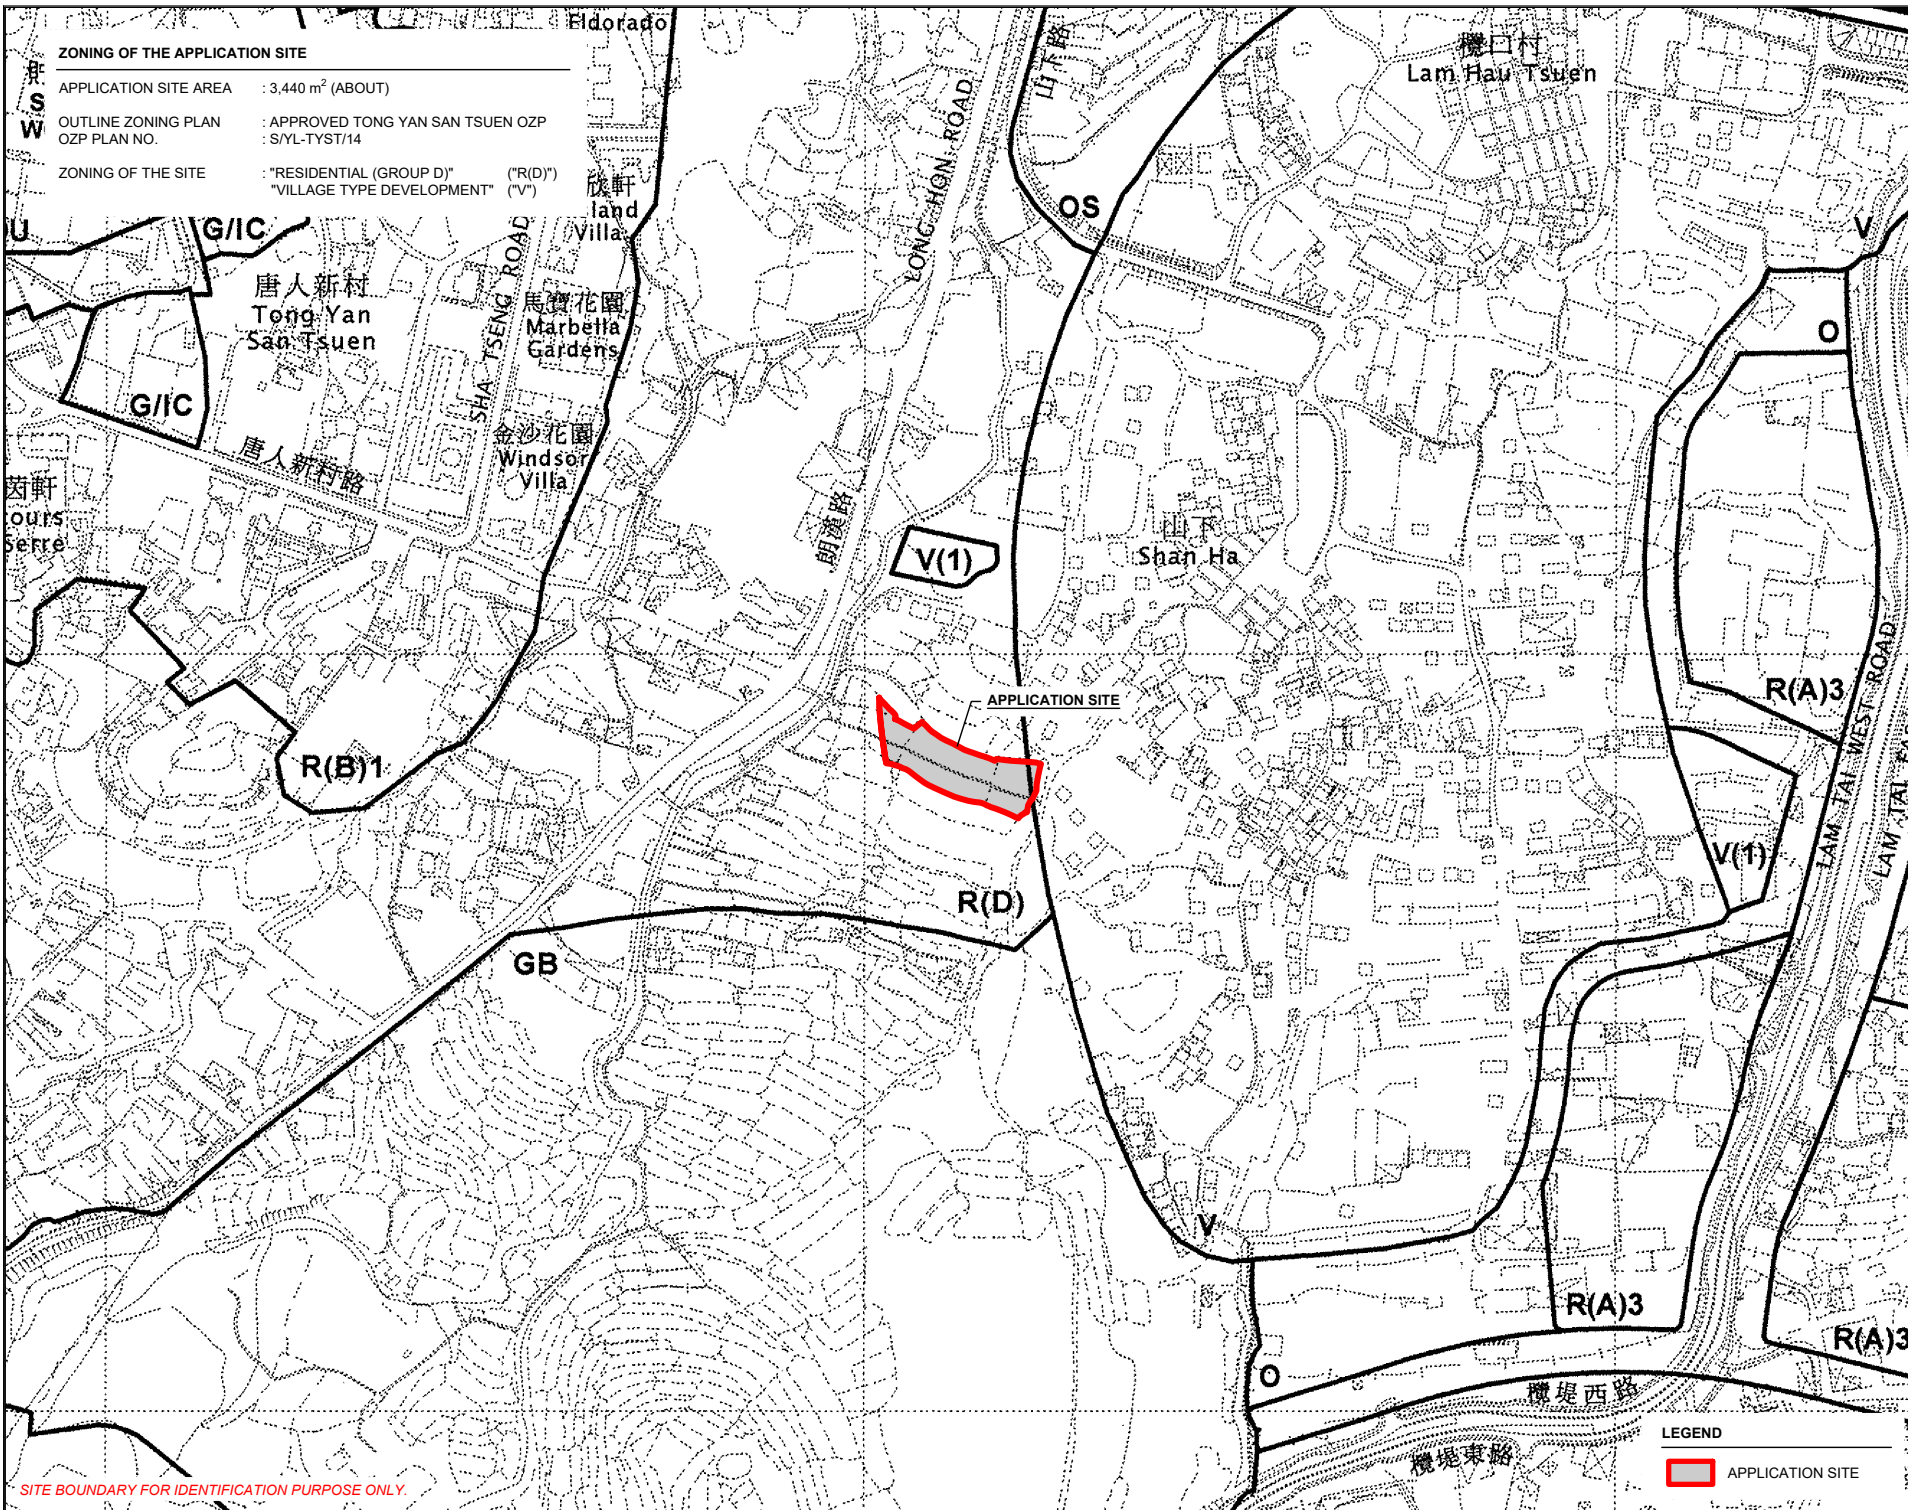 Eldorado
ZONING OF THE APPLICATION SITE
APPLICATION SITE AREA : 3,440 m² (ABOUT)
OUTLINE ZONING PLAN : APPROVED TONG YAN SAN TSUEN OZP
OZP PLAN NO. : S/YL-TYST/14
ZONING OF THE SITE : "RESIDENTIAL (GROUP D)" ("R(D)")
"VILLAGE TYPE DEVELOPMENT" ("V")
S
W
山下路
欖口村
Lam Hau Tsuen
LONG HON ROAD
欣軒
land
Villa
OS
V
U
G/IC
唐人新村
Tong Yan
San Tsuen
SHA TSENG ROAD
馬寶花園
Marbella
Gardens
O
G/IC
唐人新村路
金沙花園
Windsor
Villa
茵軒
ours
Serre
朗漢路
V(1)
山下
Shan Ha
APPLICATION SITE
R(A)3
LAM TAI WEST ROAD
R(B)1
V(1)
R(D)
GB
V
R(A)3
R(A)3
O
欖堤西路
欖堤東路
LEGEND
APPLICATION SITE
SITE BOUNDARY FOR IDENTIFICATION PURPOSE ONLY.